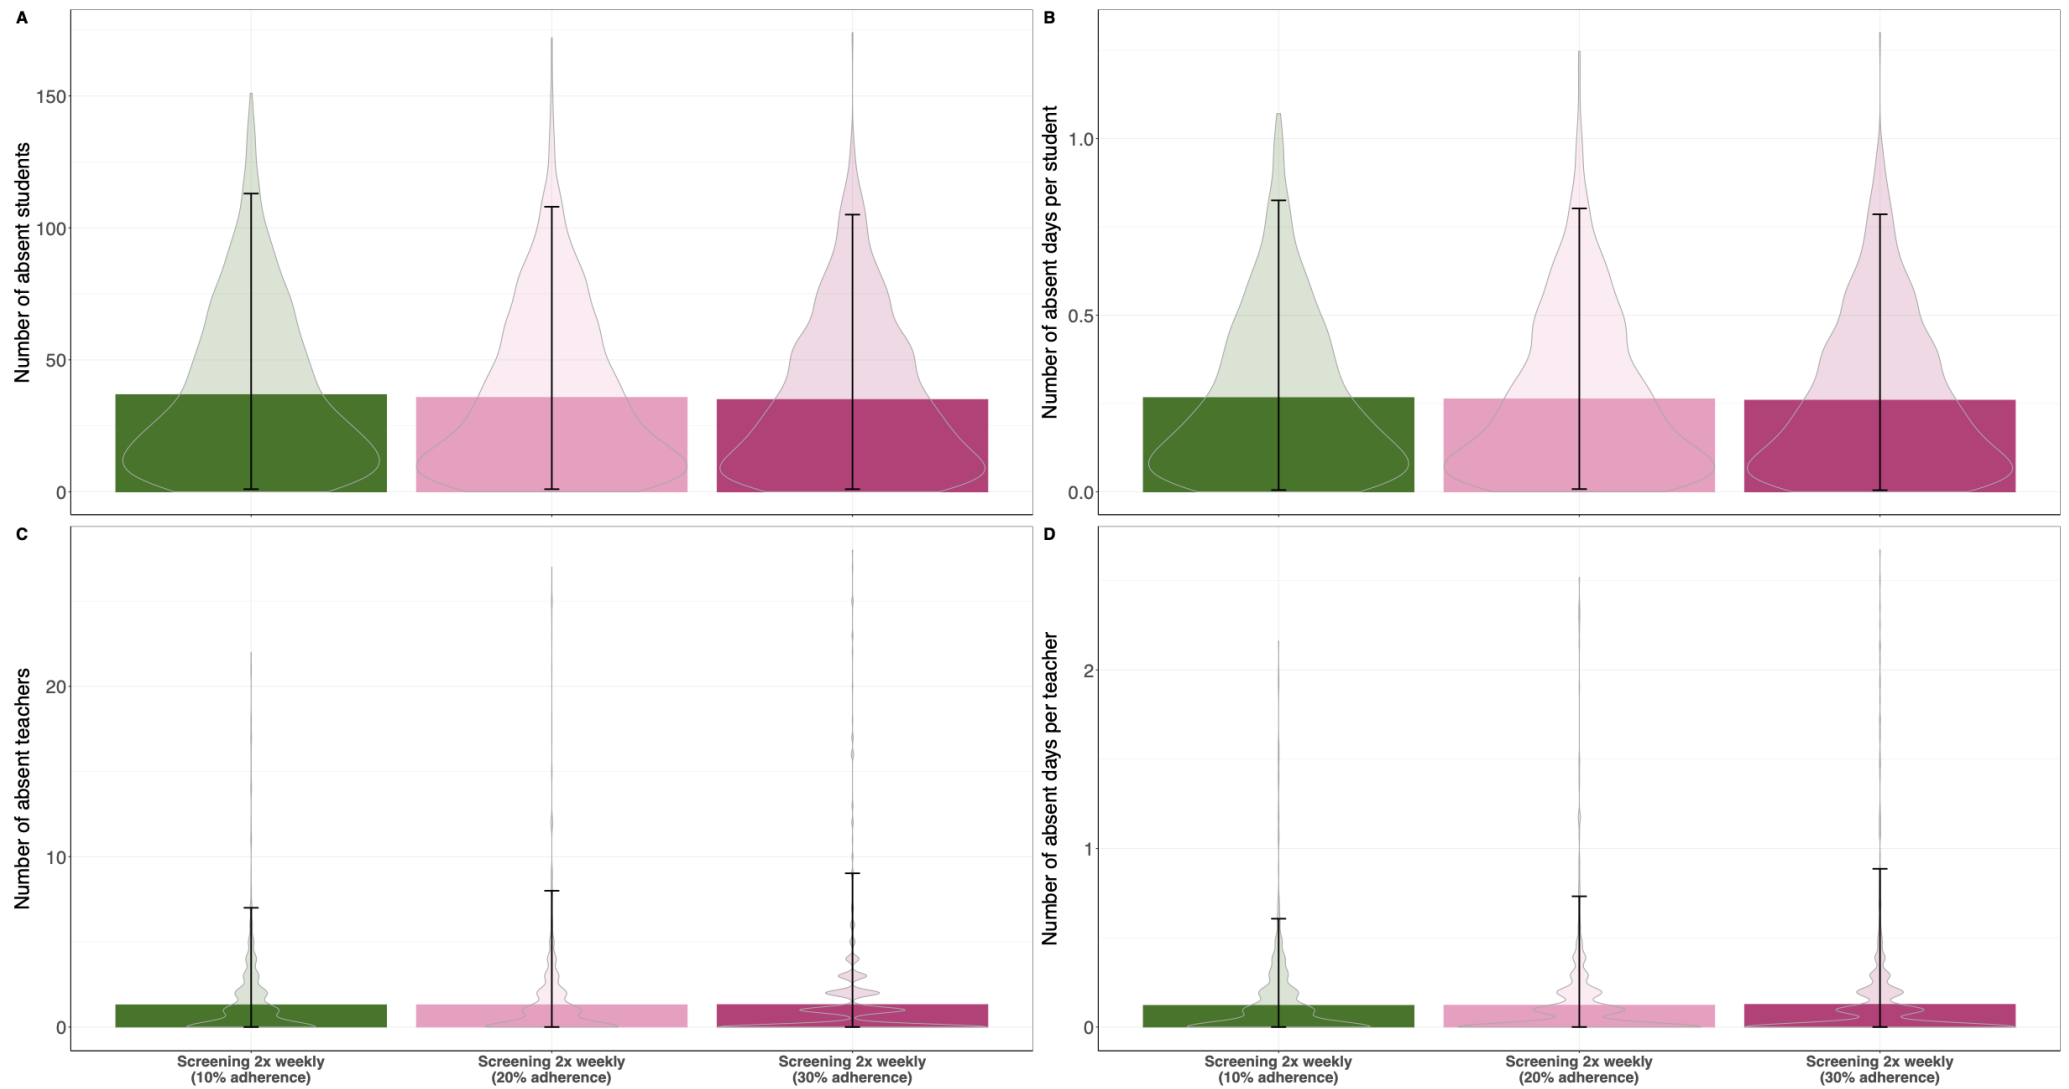 A
Number of absent students
150
100
50
0
B
Number of absent days per student
1.0
0.5
0.0
C
Number of absent teachers
20
10
0
Screening 2x weekly
(10% adherence)
Screening 2x weekly
(20% adherence)
Screening 2x weekly
(30% adherence)
D
Number of absent days per teacher
2
1
0
Screening 2x weekly
(10% adherence)
Screening 2x weekly
(20% adherence)
Screening 2x weekly
(30% adherence)